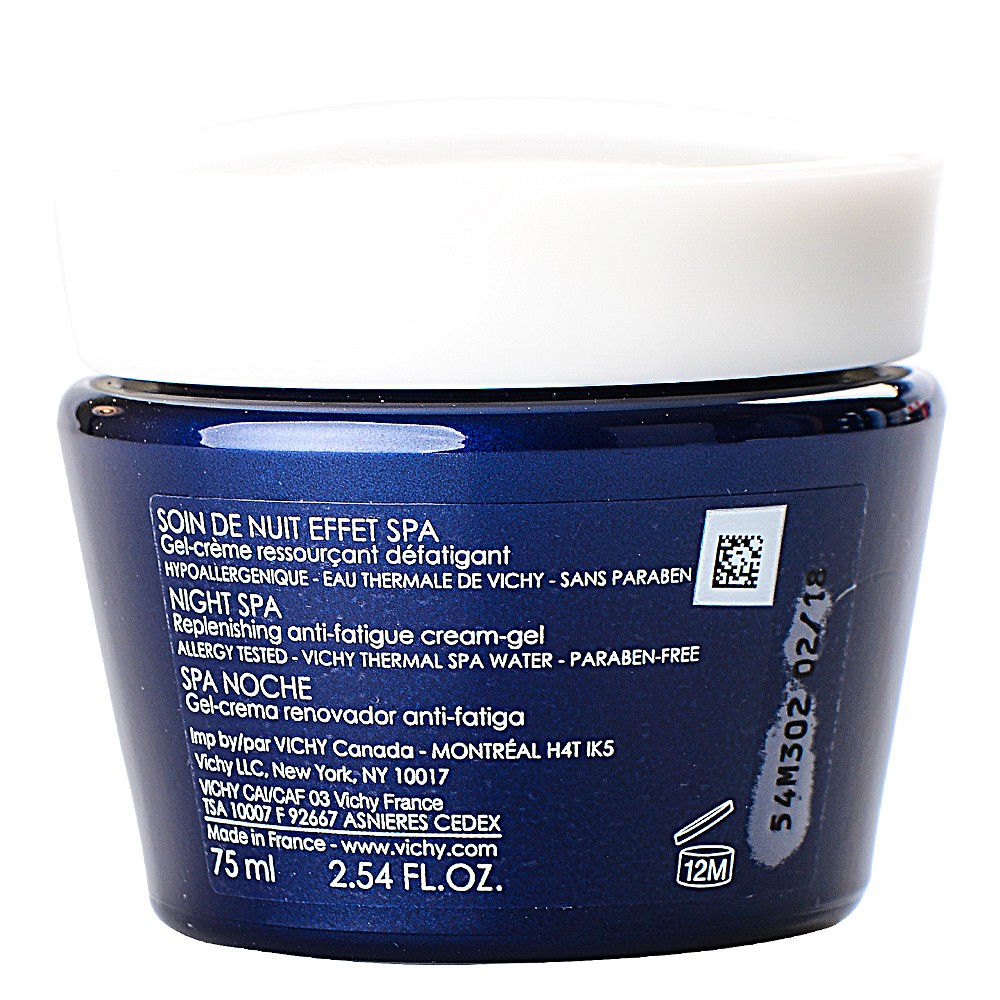 SOIN DE NUIT EFFET SPA
Gel-crème ressourçant défatigant
HYPOALLERGENIQUE - EAU THERMALE DE VICHY - SANS PARABEN
NIGHT SPA
Replenishing anti-fatigue cream-gel
ALLERGY TESTED - VICHY THERMAL SPA WATER - PARABEN-FREE
SPA NOCHE
Gel-crema renovador anti-fatiga
Imp by/par VICHY Canada - MONTRÉAL H4T IK5
Vichy LLC, New York, NY 10017
VICHY CAI/CAF 03 Vichy France
TSA 10007 F 92667 ASNIERES CEDEX
Made in France - www.vichy.com
75 ml 2.54 FL.OZ.
12M
54M302 02/18